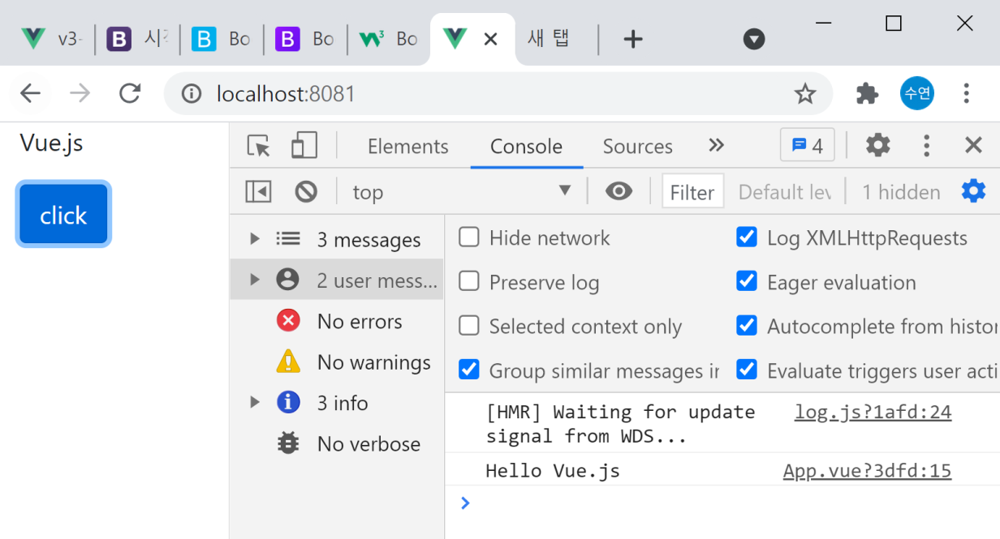 v3-
B
B Bo
B Bo
w3 Bo
새 탭
localhost:8081
수연
Vue.js
click
Elements
Console
Sources
4
top
Filter
Default lev
1 hidden
3 messages
2 user mess...
No errors
No warnings
3 info
No verbose
Hide network
Log XMLHttpRequests
Preserve log
Eager evaluation
Selected context only
Autocomplete from histor
Group similar messages in
Evaluate triggers user acti
[HMR] Waiting for update
signal from WDS...
log.js?1afd:24
Hello Vue.js
App.vue?3dfd:15